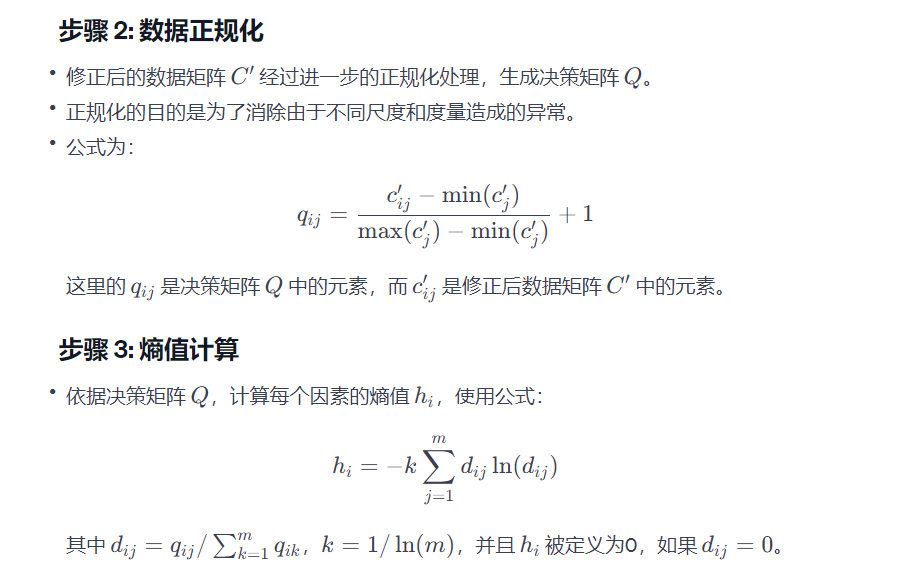 步骤 2: 数据正规化
• 修正后的数据矩阵 C′ 经过进一步的正规化处理，生成决策矩阵 Q。
• 正规化的目的是为了消除由于不同尺度和度量造成的异常。
• 公式为：
q_{ij} = \frac{c'_{ij} - \min(c'_j)}{\max(c'_j) - \min(c'_j)} + 1
这里的 q_{ij} 是决策矩阵 Q 中的元素，而 c'_{ij} 是修正后数据矩阵 C′ 中的元素。
步骤 3: 熵值计算
• 依据决策矩阵 Q，计算每个因素的熵值 h_i，使用公式：
h_i = -k \sum_{j=1}^{m} d_{ij} \ln(d_{ij})
其中 d_{ij} = q_{ij} / \sum_{k=1}^{m} q_{ik}，k = 1/\ln(m)，并且 h_i 被定义为0，如果 d_{ij} = 0。